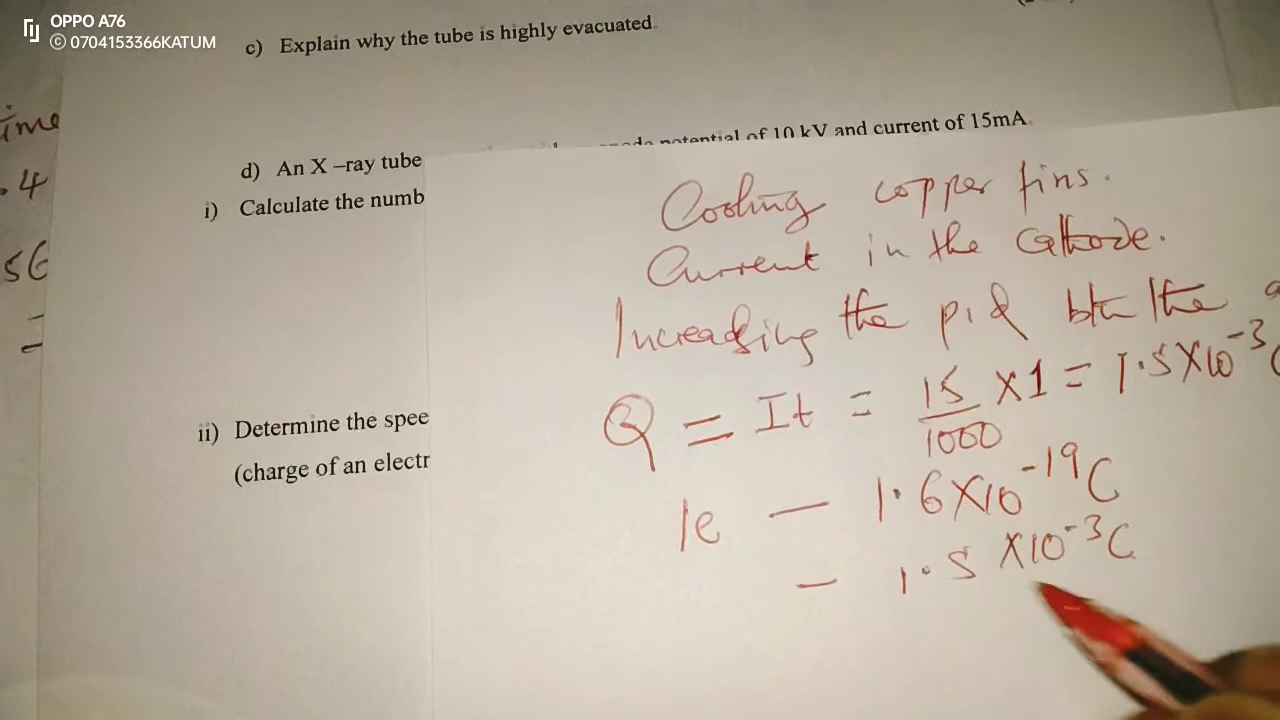 OPPO A76
© 0704153366KATUM
c) Explain why the tube is highly evacuated.
ime
.4
56
d) An X –ray tube
potential of 10 kV and current of 15mA.
i) Calculate the numb
Cooling copper fins.
Current in the Cathode.
Increasing the p.d btn the
Q = It = 15/1000 X 1 = 1.5X10⁻³C
ii) Determine the spee
(charge of an electr
1e — 1.6X10⁻¹⁹C
— 1.5 X10⁻³C